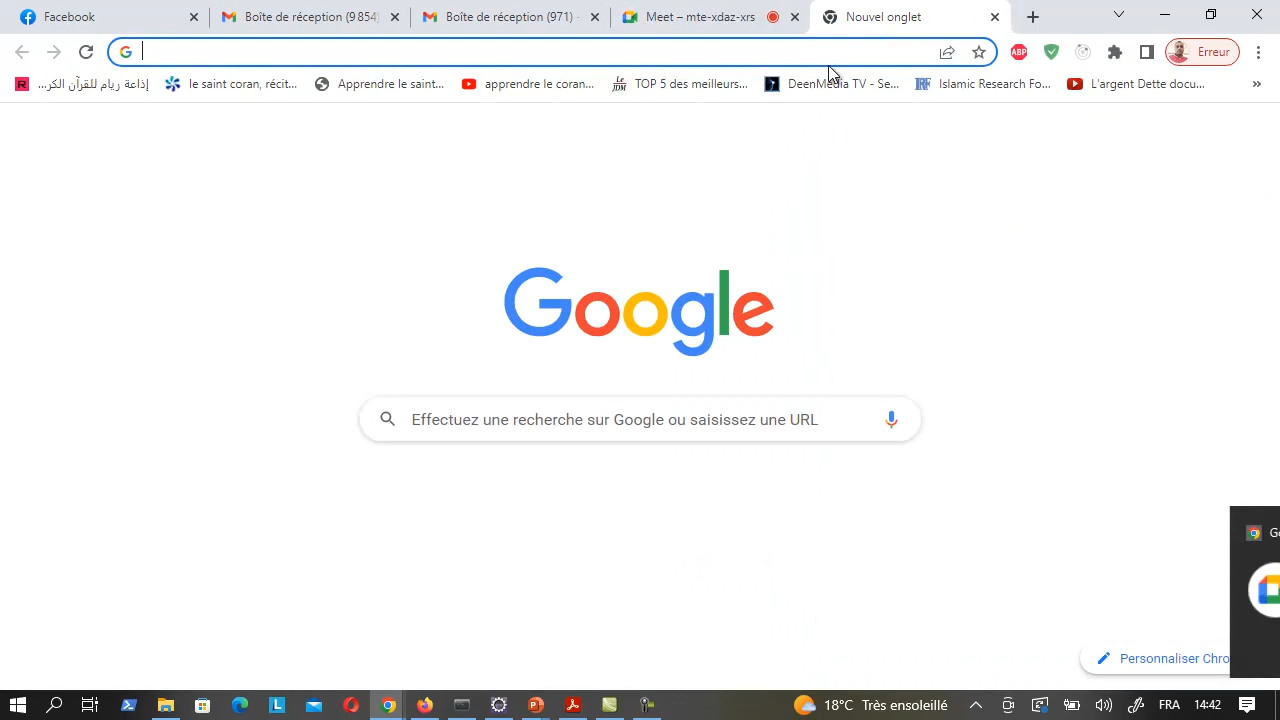 Facebook
Boîte de réception (9 854)
Boîte de réception (971) -
Meet – mte-xdaz-xrs
Nouvel onglet
Erreur
إذاعة ريام للقرآن الكر...
le saint coran, récit...
Apprendre le saint...
apprendre le coran...
Le JDM
TOP 5 des meilleurs...
DeenMedia TV - Se...
IRF
Islamic Research Fo...
L'argent Dette docu...
Google
Effectuez une recherche sur Google ou saisissez une URL
Personnaliser Chro
18°C Très ensoleillé
FRA
14:42